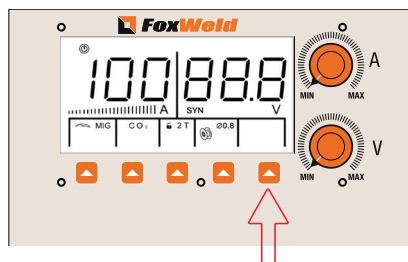 FoxWeld
100 88.8
A SYN V
MIG CO₂ 2T Ø0.8
A
MIN MAX
V
MIN MAX